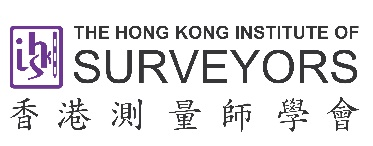 THE HONG KONG INSTITUTE OF
SURVEYORS
香港測量師學會